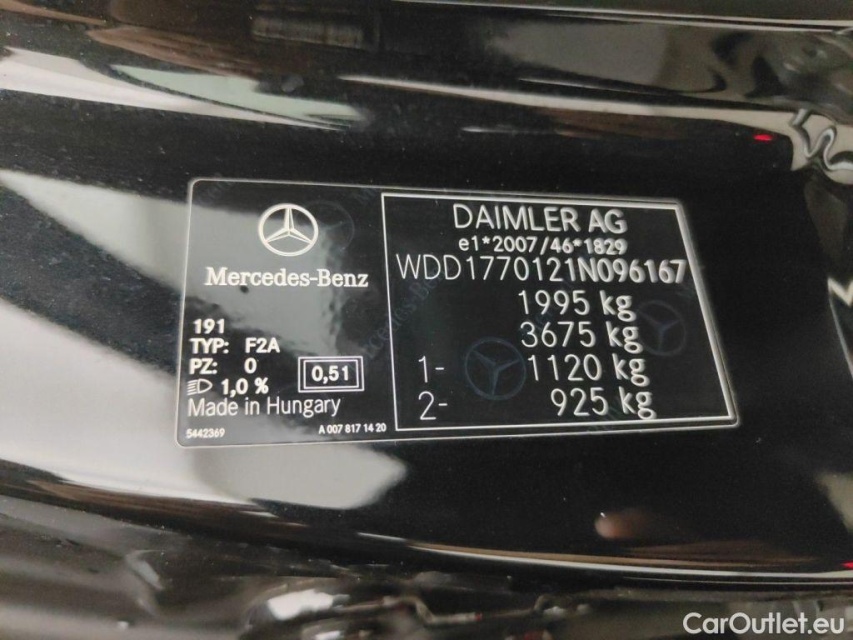 Mercedes-Benz
191
TYP: F2A
PZ: 0
1,0 %
0,51
Made in Hungary
5442369
A 007 817 14 20
DAIMLER AG
e1*2007/46*1829
WDD1770121N096167
1995 kg
3675 kg
1- 1120 kg
2- 925 kg
CarOutlet.eu